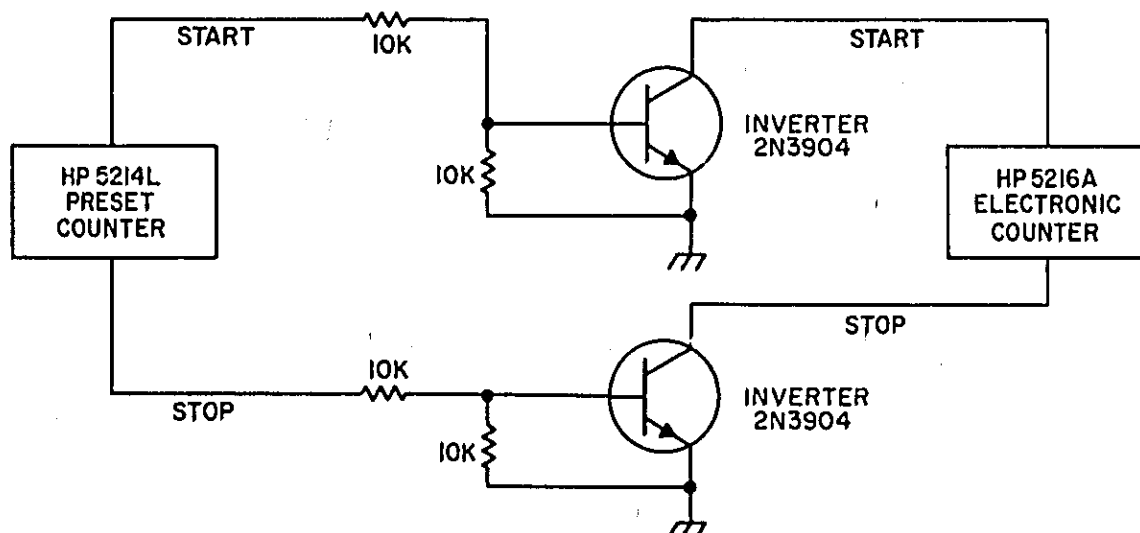 START
10K
START
10K
INVERTER
2N3904
HP 5214L
PRESET
COUNTER
HP 5216A
ELECTRONIC
COUNTER
STOP
10K
STOP
10K
INVERTER
2N3904